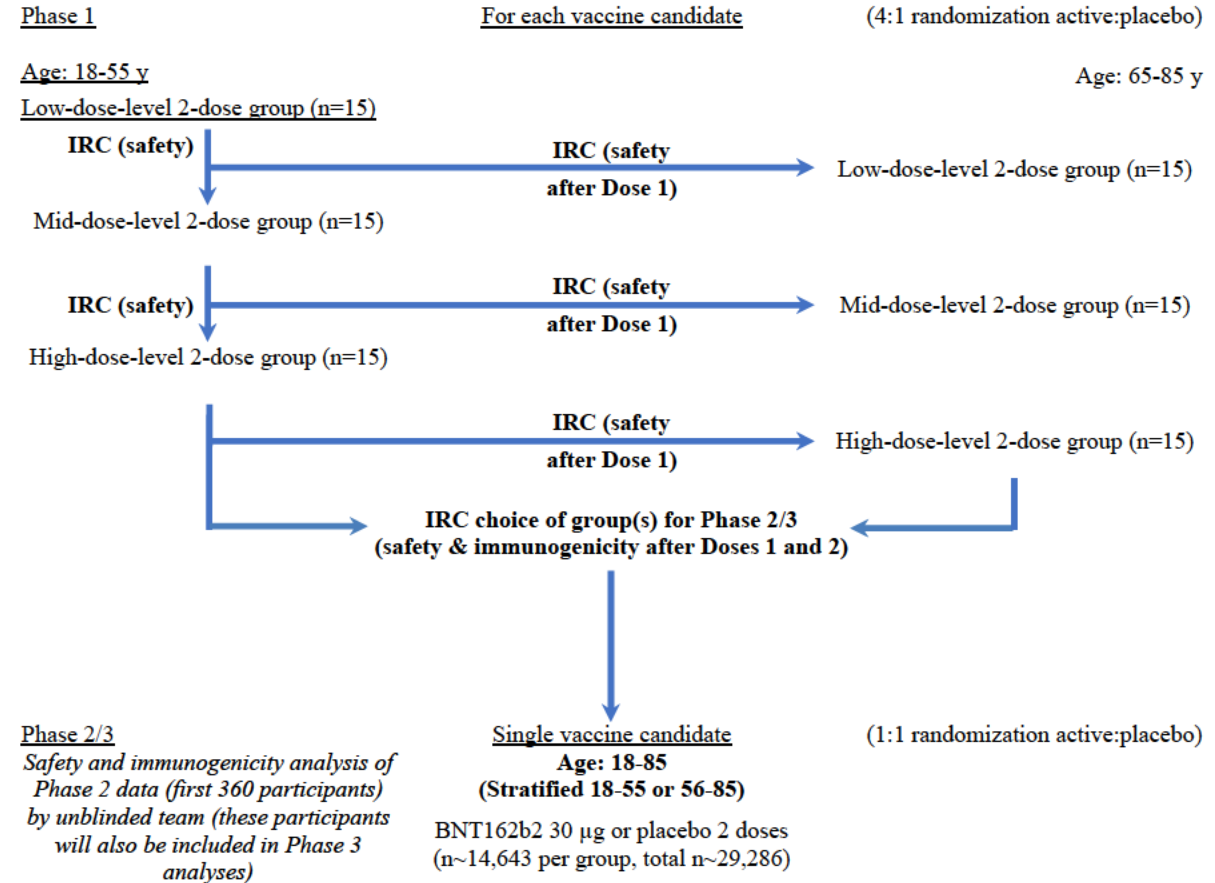 Phase 1
For each vaccine candidate
(4:1 randomization active:placebo)
Age: 18-55 y
Age: 65-85 y
Low-dose-level 2-dose group (n=15)
IRC (safety)
IRC (safety
after Dose 1)
Low-dose-level 2-dose group (n=15)
Mid-dose-level 2-dose group (n=15)
IRC (safety)
IRC (safety
after Dose 1)
Mid-dose-level 2-dose group (n=15)
High-dose-level 2-dose group (n=15)
IRC (safety
after Dose 1)
High-dose-level 2-dose group (n=15)
IRC choice of group(s) for Phase 2/3
(safety & immunogenicity after Doses 1 and 2)
Phase 2/3
Safety and immunogenicity analysis of
Phase 2 data (first 360 participants)
by unblinded team (these participants
will also be included in Phase 3
analyses)
Single vaccine candidate
Age: 18-85
(Stratified 18-55 or 56-85)
BNT162b2 30 µg or placebo 2 doses
(n~14,643 per group, total n~29,286)
(1:1 randomization active:placebo)